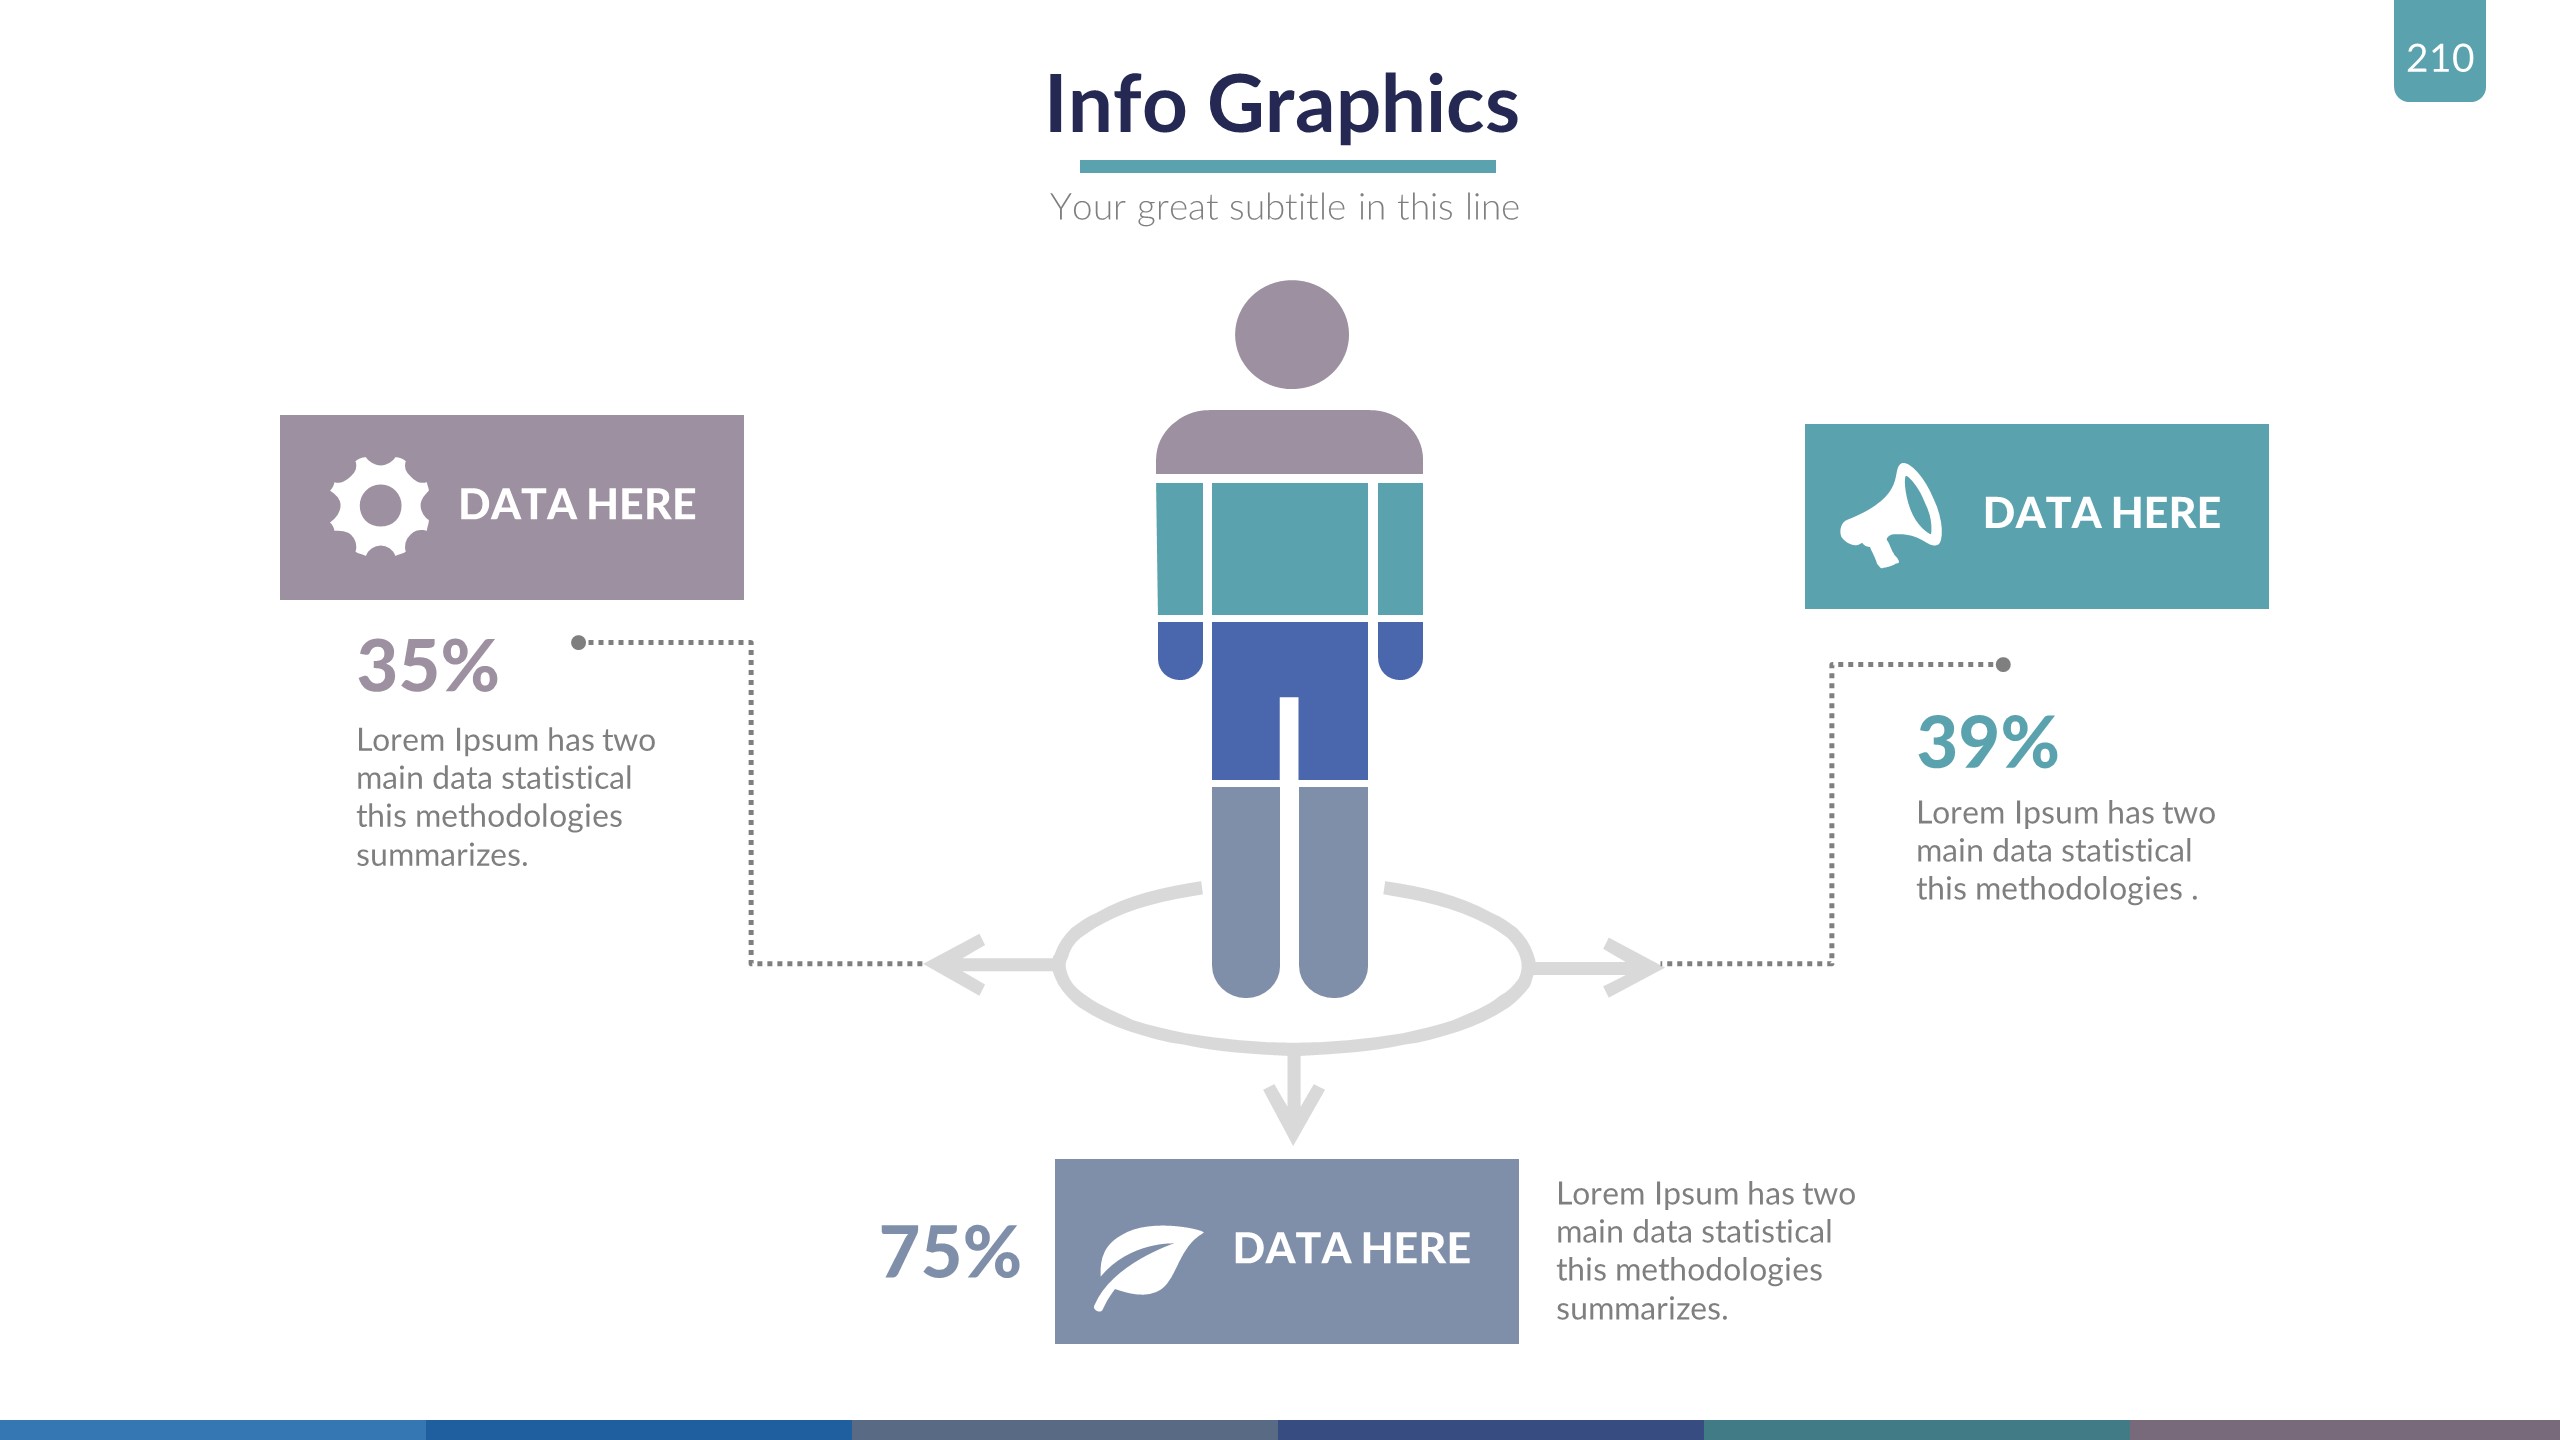 210
Info Graphics
Your great subtitle in this line
DATA HERE
35%
Lorem Ipsum has two
main data statistical
this methodologies
summarizes.
DATA HERE
39%
Lorem Ipsum has two
main data statistical
this methodologies .
75%
DATA HERE
Lorem Ipsum has two
main data statistical
this methodologies
summarizes.